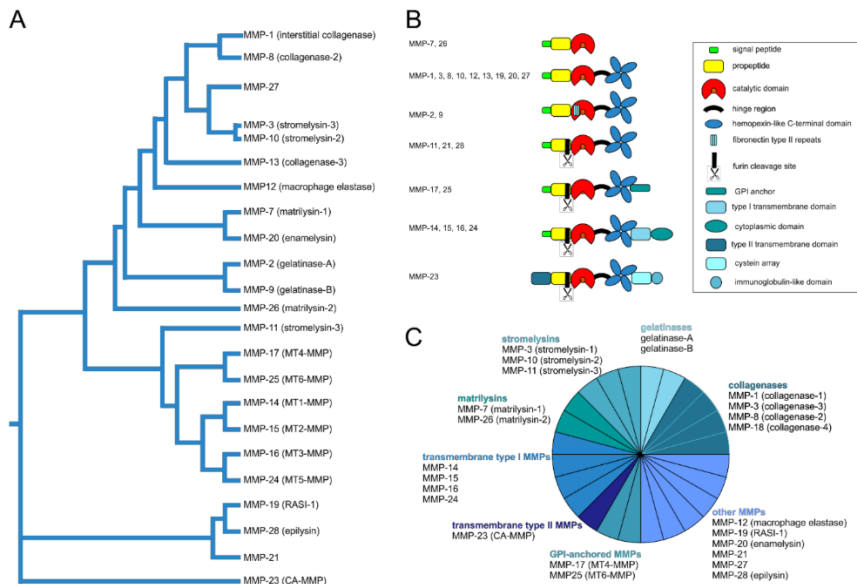 A
MMP-1 (interstitial collagenase)
MMP-8 (collagenase-2)
MMP-27
MMP-3 (stromelysin-3)
MMP-10 (stromelysin-2)
MMP-13 (collagenase-3)
MMP12 (macrophage elastase)
MMP-7 (matrilysin-1)
MMP-20 (enamelysin)
MMP-2 (gelatinase-A)
MMP-9 (gelatinase-B)
MMP-26 (matrilysin-2)
MMP-11 (stromelysin-3)
MMP-17 (MT4-MMP)
MMP-25 (MT6-MMP)
MMP-14 (MT1-MMP)
MMP-15 (MT2-MMP)
MMP-16 (MT3-MMP)
MMP-24 (MT5-MMP)
MMP-19 (RASI-1)
MMP-28 (epilysin)
MMP-21
MMP-23 (CA-MMP)
B
MMP-7, 26
MMP-1, 3, 8, 10, 12, 13, 19, 20, 27
MMP-2, 9
MMP-11, 21, 28
MMP-17, 25
MMP-14, 15, 16, 24
MMP-23
signal peptide
propeptide
catalytic domain
hinge region
hemopexin-like C-terminal domain
fibronectin type II repeats
furin cleavage site
GPI anchor
type I transmembrane domain
cytoplasmic domain
type II transmembrane domain
cystein array
immunoglobulin-like domain
C
stromelysins
MMP-3 (stromelysin-1)
MMP-10 (stromelysin-2)
MMP-11 (stromelysin-3)
gelatinases
gelatinase-A
gelatinase-B
collagenases
MMP-1 (collagenase-1)
MMP-3 (collagenase-3)
MMP-8 (collagenase-2)
MMP-18 (collagenase-4)
matrilysins
MMP-7 (matrilysin-1)
MMP-26 (matrilysin-2)
transmembrane type I MMPs
MMP-14
MMP-15
MMP-16
MMP-24
transmembrane type II MMPs
MMP-23 (CA-MMP)
GPI-anchored MMPs
MMP-17 (MT4-MMP)
MMP25 (MT6-MMP)
other MMPs
MMP-12 (macrophage elastase)
MMP-19 (RASI-1)
MMP-20 (enamelysin)
MMP-21
MMP-27
MMP-28 (epilysin)